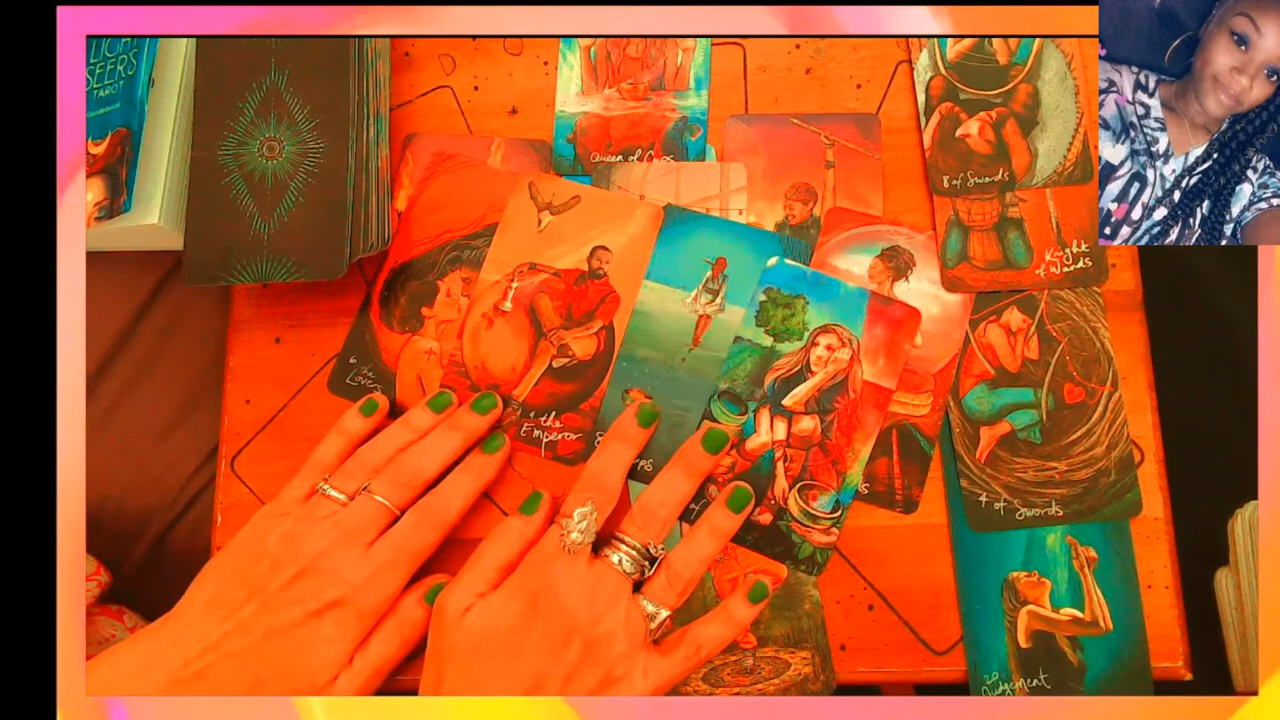 LIGHT
SEERS
TAROT
Guidebook
Queen of Cups
8 of Swords
Knight
of Wands
6 the
Lovers
4 the
Emperor
4 of Swords
20
Judgement